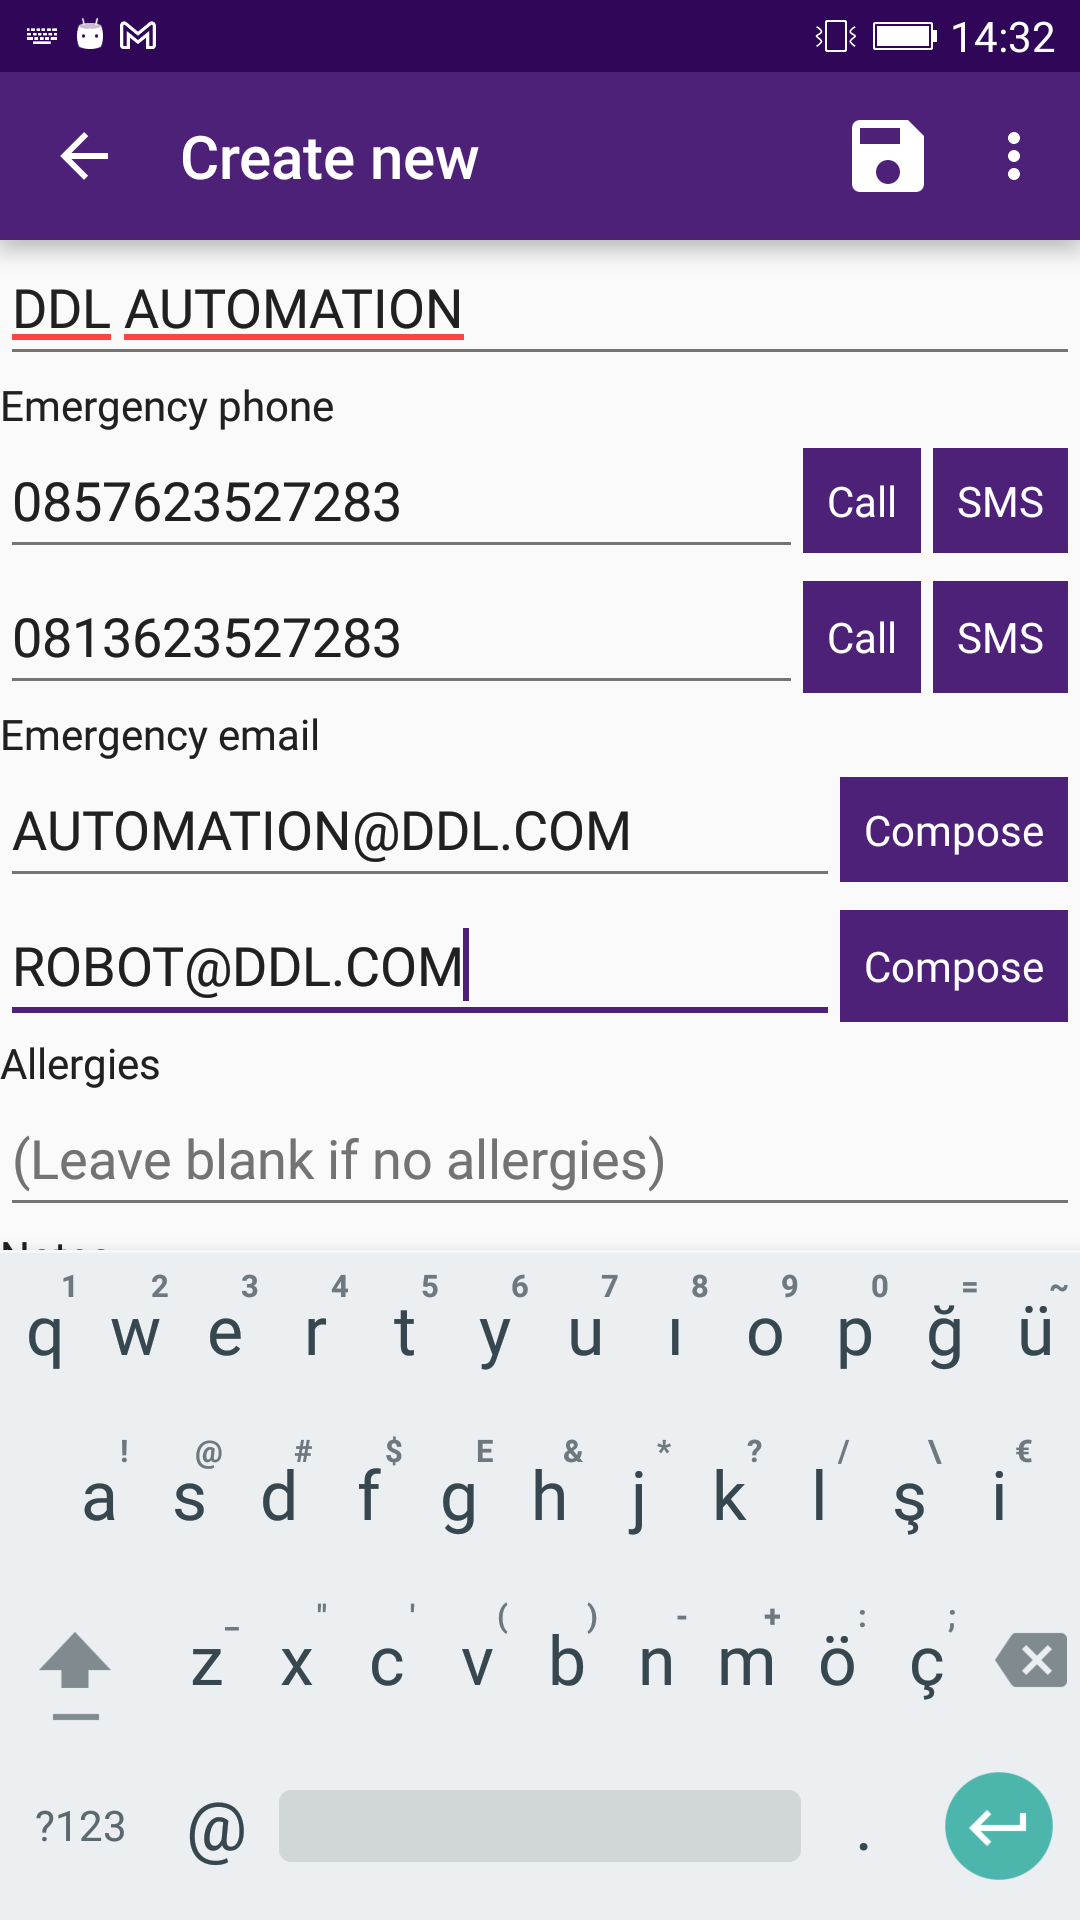 14:32
Create new
DDL AUTOMATION
Emergency phone
0857623527283 Call SMS
0813623527283 Call SMS
Emergency email
AUTOMATION@DDL.COM Compose
ROBOT@DDL.COM Compose
Allergies
(Leave blank if no allergies)
Notes
1 2 3 4 5 6 7 8 9 0 = ~
q w e r t y u ı o p ğ ü
! @ # $ E & * ? / \ €
a s d f g h j k l ş i
_ " ' ( ) - + : ;
z x c v b n m ö ç
?123 @ .